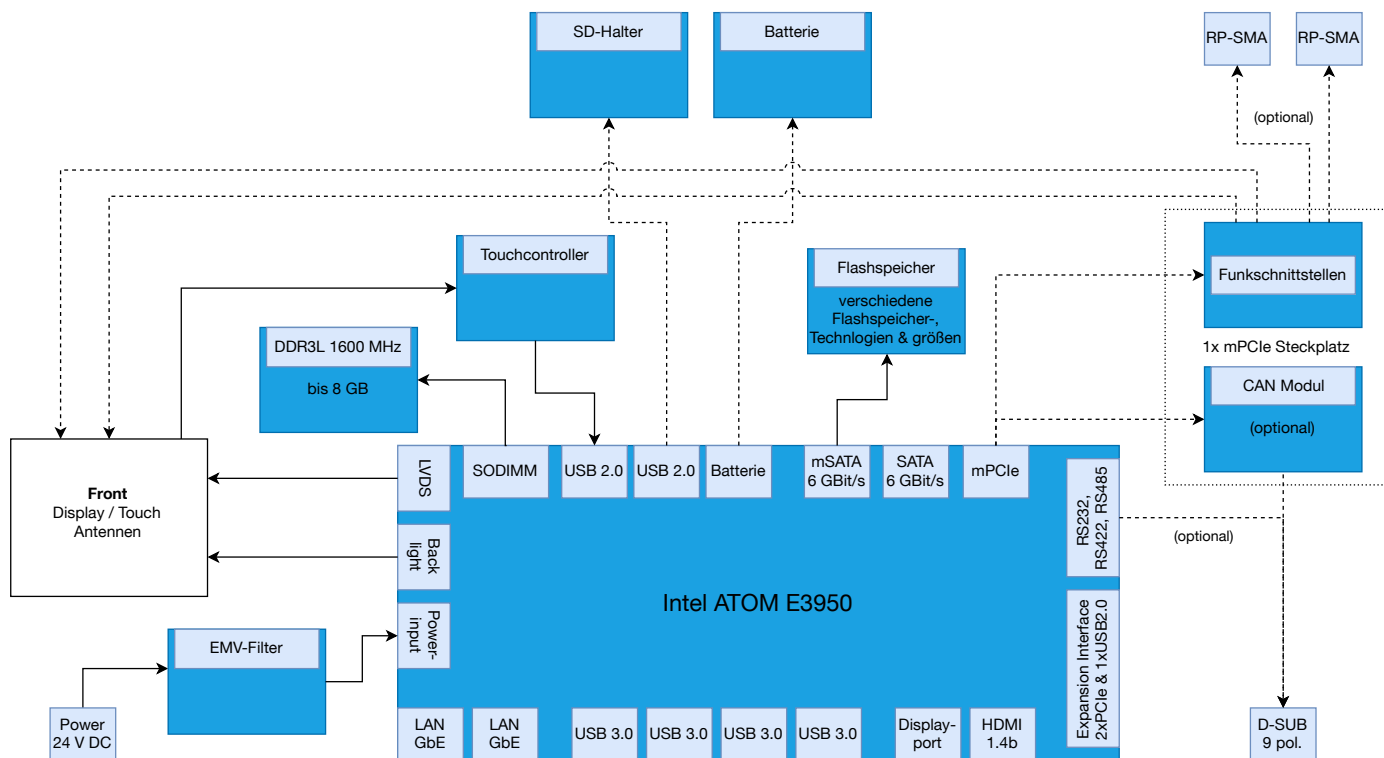 SD-Halter
Batterie
RP-SMA
RP-SMA
(optional)
Touchcontroller
Flashspeicher
verschiedene
Flashspeicher-,
Technlogien & größen
Funkschnittstellen
1x mPCIe Steckplatz
DDR3L 1600 MHz
bis 8 GB
CAN Modul
(optional)
Front
Display / Touch
Antennen
LVDS
SODIMM
USB 2.0
USB 2.0
Batterie
mSATA
6 GBit/s
SATA
6 GBit/s
mPCIe
RS232,
RS422, RS485
(optional)
Back
light
Intel ATOM E3950
Power-
input
EMV-Filter
Expansion Interface
2xPCIe & 1xUSB2.0
Power
24 V DC
LAN
GbE
LAN
GbE
USB 3.0
USB 3.0
USB 3.0
USB 3.0
Display-
port
HDMI
1.4b
D-SUB
9 pol.